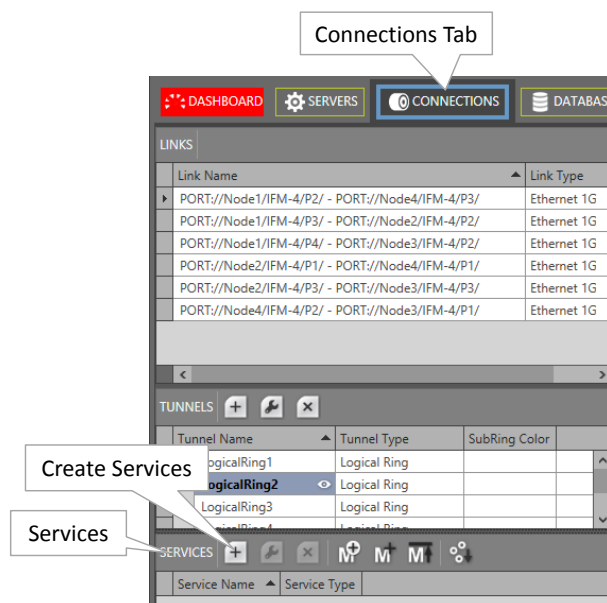 Connections Tab
DASHBOARD SERVERS CONNECTIONS DATABAS
LINKS
Link Name Link Type
PORT://Node1/IFM-4/P2/ - PORT://Node4/IFM-4/P3/ Ethernet 1G
PORT://Node1/IFM-4/P3/ - PORT://Node2/IFM-4/P2/ Ethernet 1G
PORT://Node1/IFM-4/P4/ - PORT://Node3/IFM-4/P2/ Ethernet 1G
PORT://Node2/IFM-4/P1/ - PORT://Node4/IFM-4/P1/ Ethernet 1G
PORT://Node2/IFM-4/P3/ - PORT://Node3/IFM-4/P3/ Ethernet 1G
PORT://Node4/IFM-4/P2/ - PORT://Node3/IFM-4/P1/ Ethernet 1G
TUNNELS
Tunnel Name Tunnel Type SubRing Color
Create Services
ogicalRing1 Logical Ring
ogicalRing2 Logical Ring
LogicalRing3 Logical Ring
Logical Ring
Services
SERVICES
Service Name Service Type